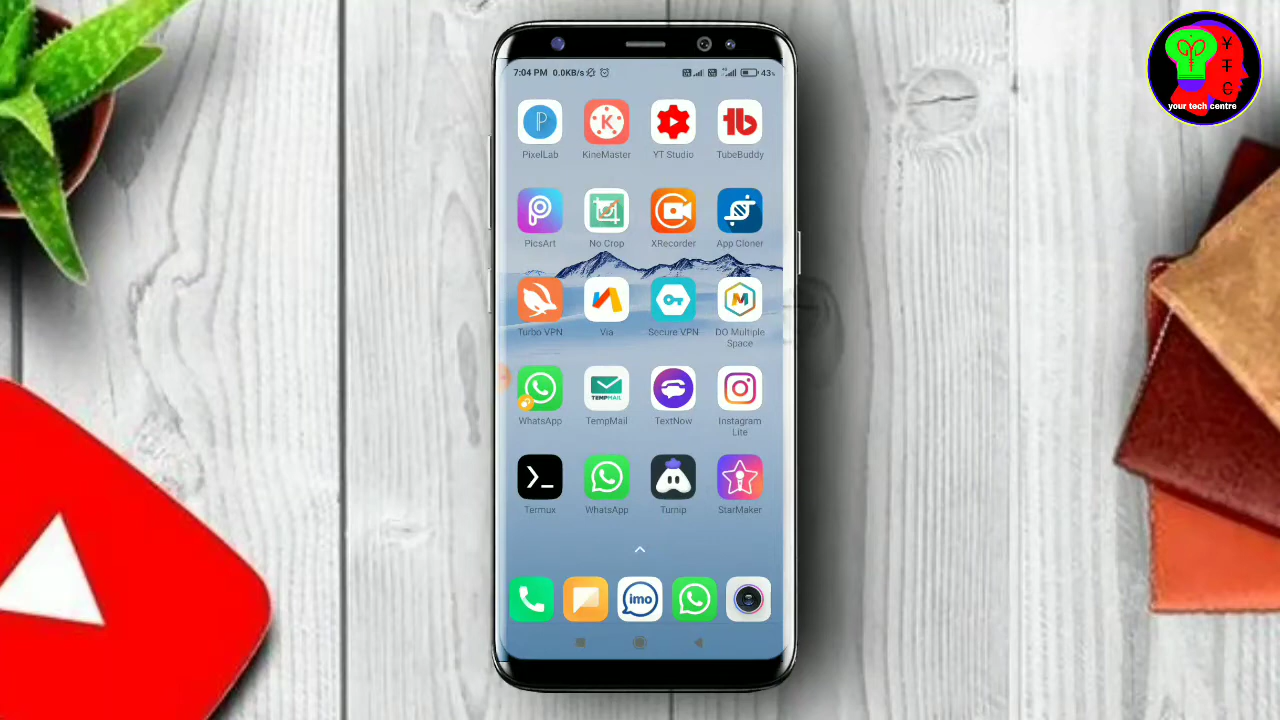 ¥
T
C
your tech centre
7:04 PM 0.0KB/s 43%
PixelLab KineMaster YT Studio TubeBuddy
PicsArt No Crop XRecorder App Cloner
Turbo VPN Via Secure VPN DO Multiple
Space
TEMPMAIL
WhatsApp TempMail TextNow Instagram
Lite
Termux WhatsApp Turnip StarMaker
imo